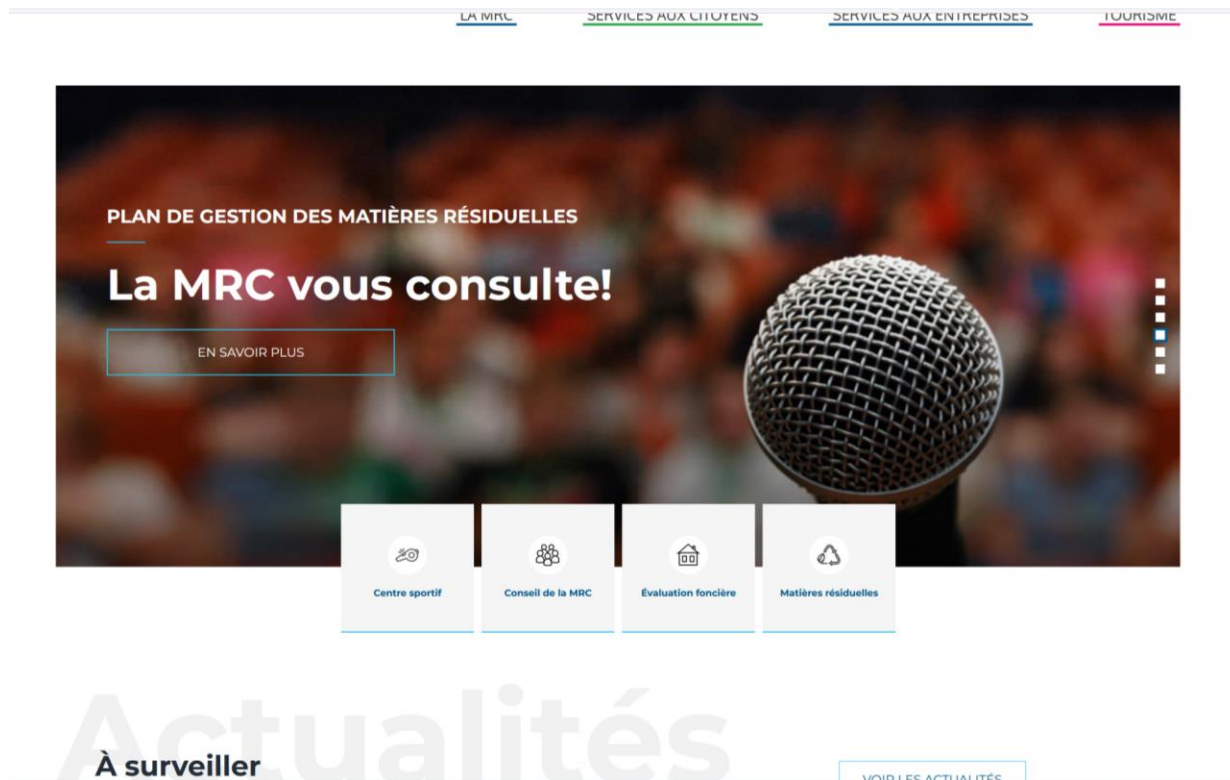 LA MRC SERVICES AUX CITOYENS SERVICES AUX ENTREPRISES TOURISME
PLAN DE GESTION DES MATIÈRES RÉSIDUELLES
La MRC vous consulte!
EN SAVOIR PLUS
Centre sportif
Conseil de la MRC
Évaluation foncière
Matières résiduelles
Actualités
À surveiller
VOIR LES ACTUALITÉS